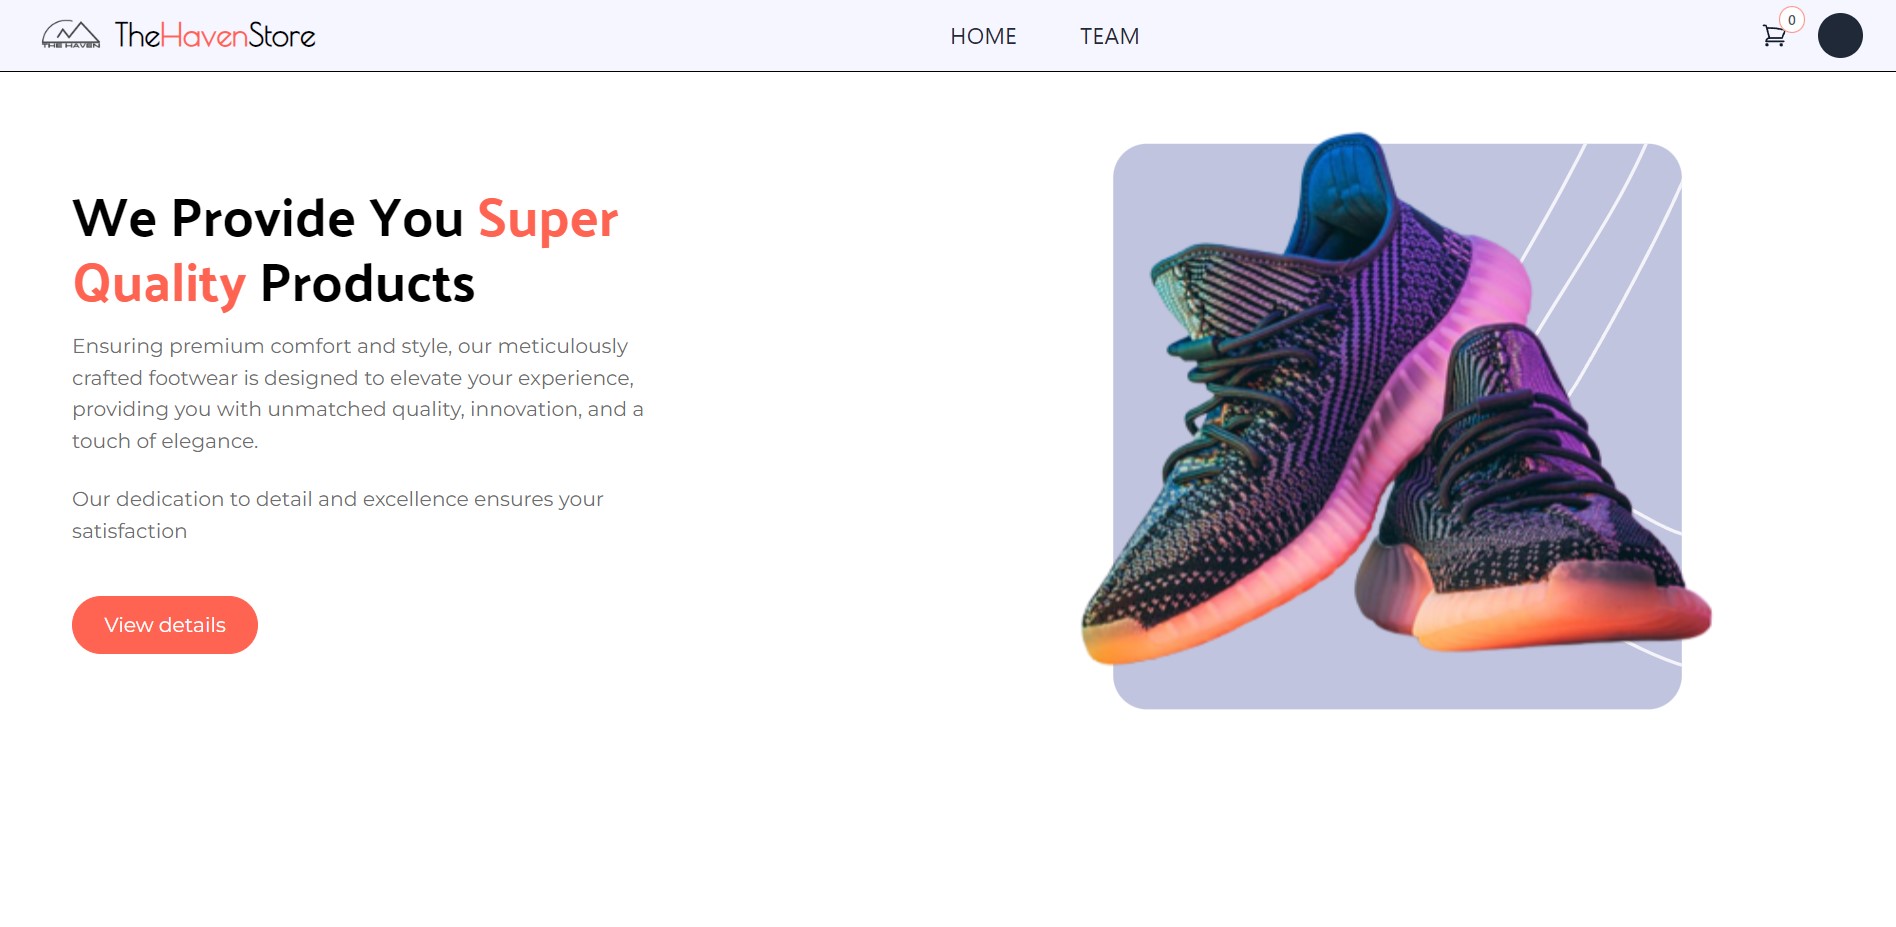 THE HAVEN
TheHavenStore
HOME
TEAM
0
We Provide You Super
Quality Products
Ensuring premium comfort and style, our meticulously
crafted footwear is designed to elevate your experience,
providing you with unmatched quality, innovation, and a
touch of elegance.
Our dedication to detail and excellence ensures your
satisfaction
View details